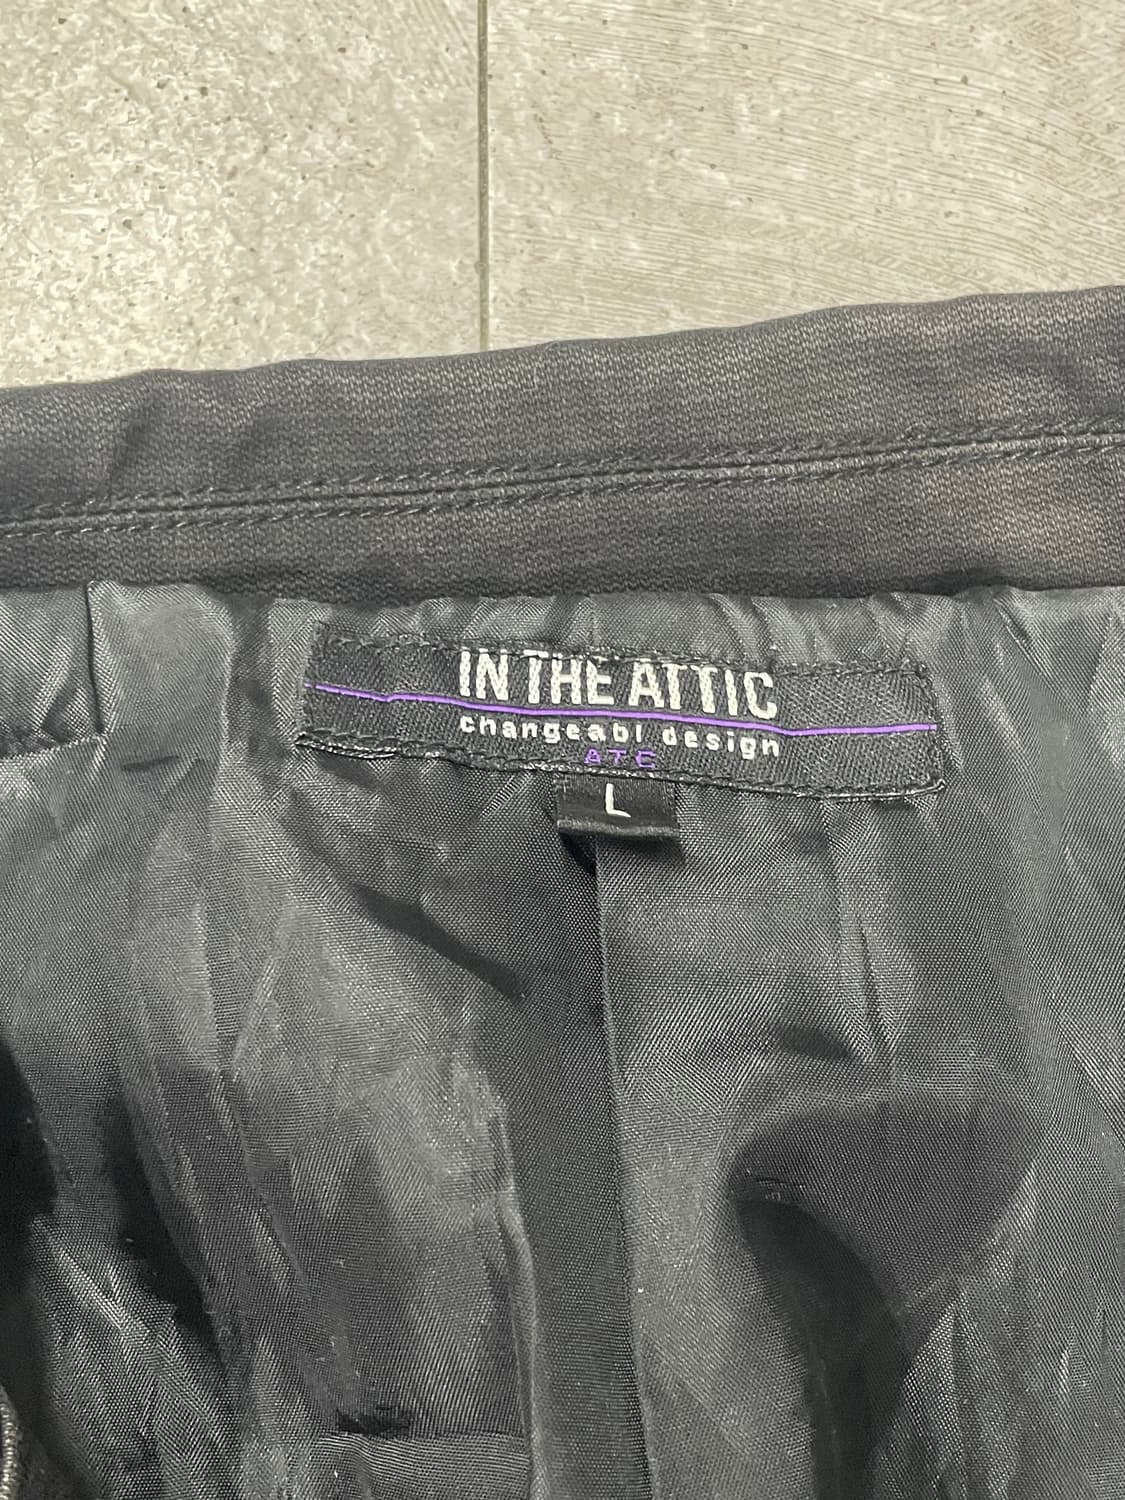 IN THE ATTIC
changeabl design
ATC
L